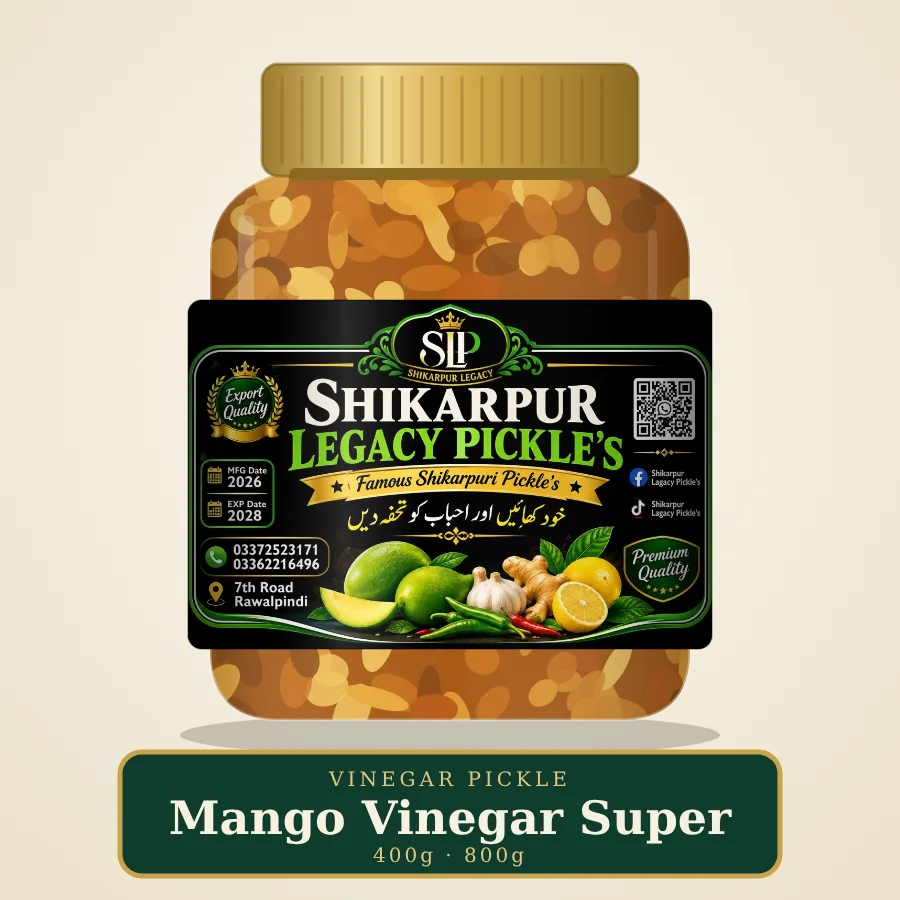 SLP
SHIKARPUR LEGACY
SHIKARPUR
LEGACY PICKLE'S
Famous Shikarpuri Pickle's
خود کھائیں اور احباب کو تحفہ دیں
Export
Quality
MFG Date
2026
EXP Date
2028
03372523171
03362216496
7th Road
Rawalpindi
Shikarpur
Legacy Pickle's
Shikarpur
Legacy Pickle's
Premium
Quality
VINEGAR PICKLE
Mango Vinegar Super
400g · 800g